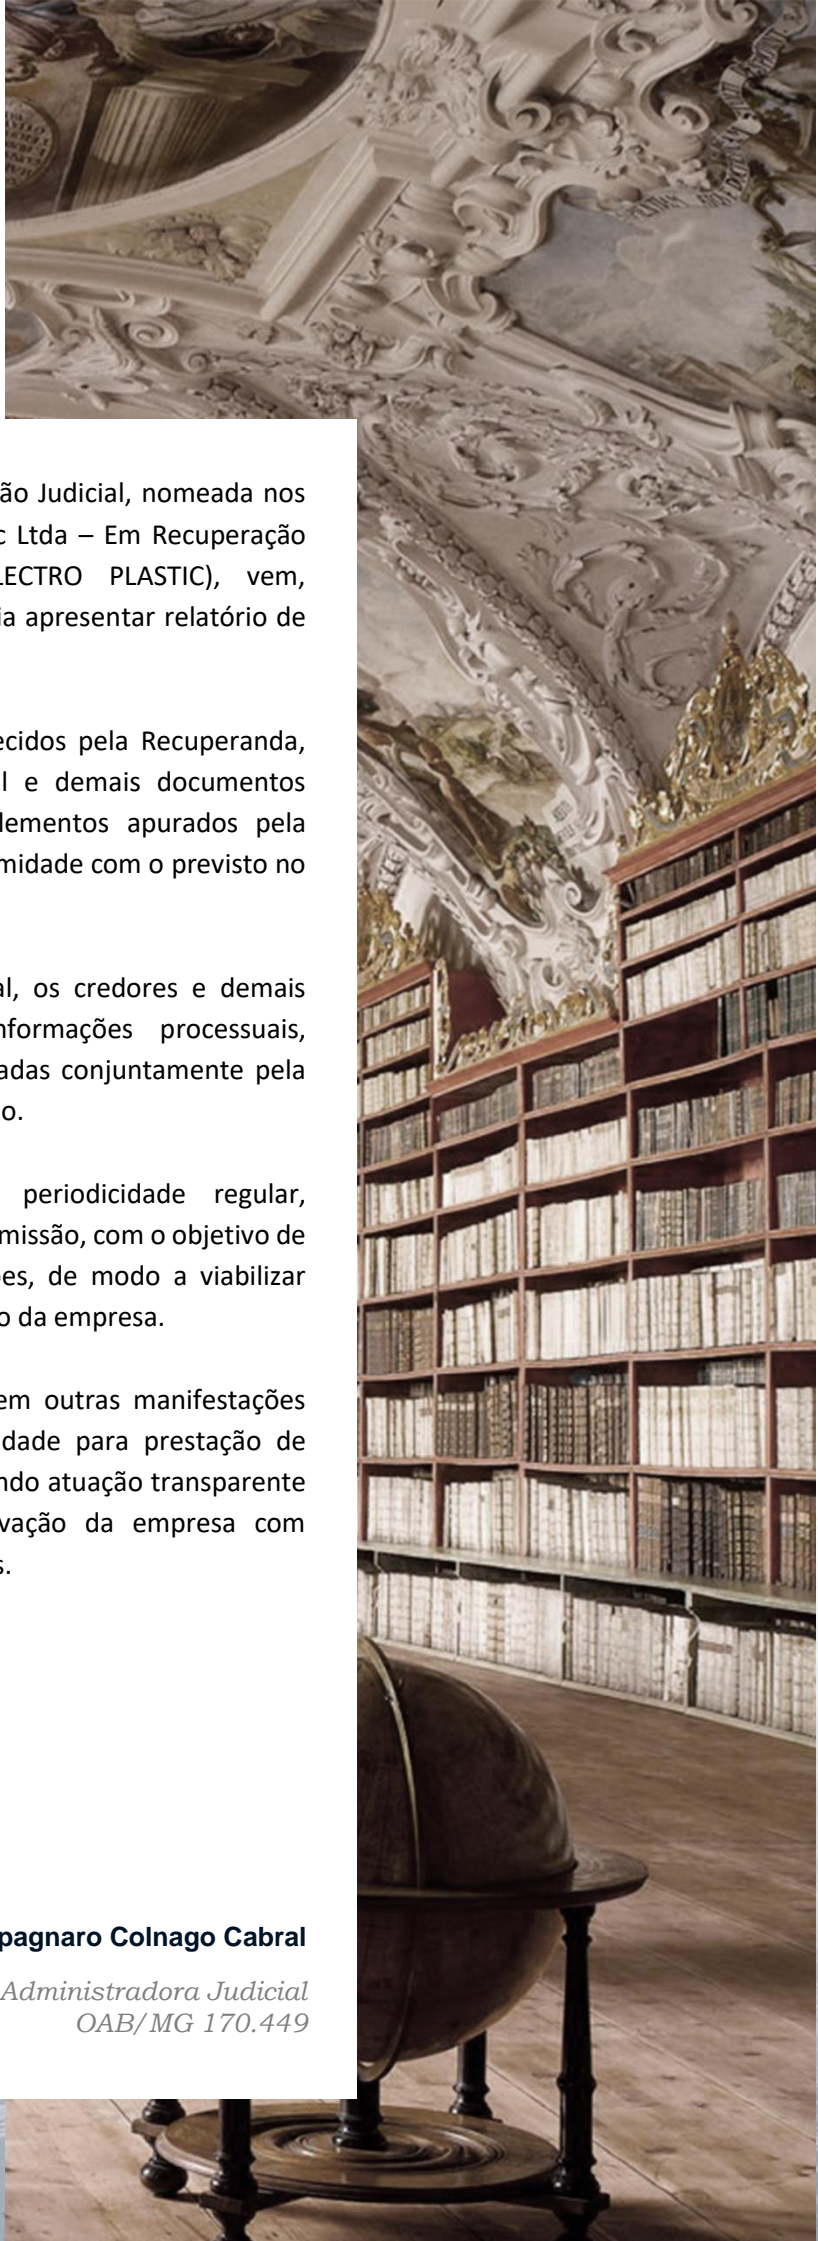 ão Judicial, nomeada nos
c Ltda – Em Recuperação
LECTRO PLASTIC), vem,
ia apresentar relatório de
ecidos pela Recuperanda,
l e demais documentos
lementos apurados pela
midade com o previsto no
al, os credores e demais
nformações processuais,
adas conjuntamente pela
o.
periodicidade regular,
missão, com o objetivo de
es, de modo a viabilizar
o da empresa.
em outras manifestações
dade para prestação de
ndo atuação transparente
vação da empresa com
s.
pagnaro Colnago Cabral
Administradora Judicial
OAB/MG 170.449